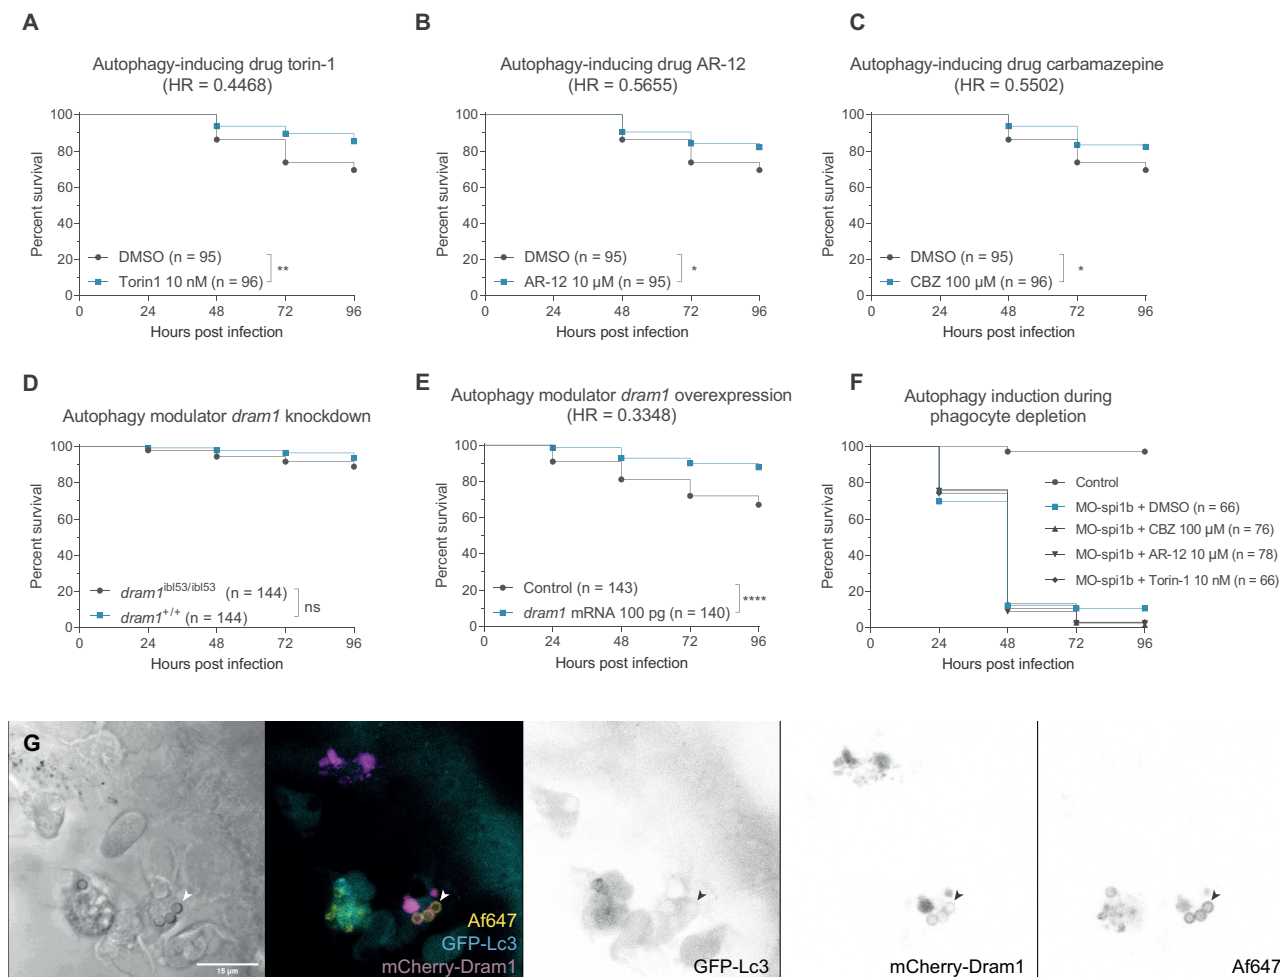 A
Autophagy-inducing drug torin-1
(HR = 0.4468)
100
80
60
40
20
0
Percent survival
DMSO (n = 95)
Torin1 10 nM (n = 96)
**
0 24 48 72 96
Hours post infection
B
Autophagy-inducing drug AR-12
(HR = 0.5655)
100
80
60
40
20
0
Percent survival
DMSO (n = 95)
AR-12 10 µM (n = 95)
*
0 24 48 72 96
Hours post infection
C
Autophagy-inducing drug carbamazepine
(HR = 0.5502)
100
80
60
40
20
0
Percent survival
DMSO (n = 95)
CBZ 100 µM (n = 96)
*
0 24 48 72 96
Hours post infection
D
Autophagy modulator dram1 knockdown
100
80
60
40
20
0
Percent survival
dram1ibl53/ibl53 (n = 144)
dram1+/+ (n = 144)
ns
0 24 48 72 96
Hours post infection
E
Autophagy modulator dram1 overexpression
(HR = 0.3348)
100
80
60
40
20
0
Percent survival
Control (n = 143)
dram1 mRNA 100 pg (n = 140)
****
0 24 48 72 96
Hours post infection
F
Autophagy induction during
phagocyte depletion
100
80
60
40
20
0
Percent survival
Control
MO-spi1b + DMSO (n = 66)
MO-spi1b + CBZ 100 µM (n = 76)
MO-spi1b + AR-12 10 µM (n = 78)
MO-spi1b + Torin-1 10 nM (n = 66)
0 24 48 72 96
Hours post infection
G
15 µm
Af647
GFP-Lc3
mCherry-Dram1
GFP-Lc3
mCherry-Dram1
Af647